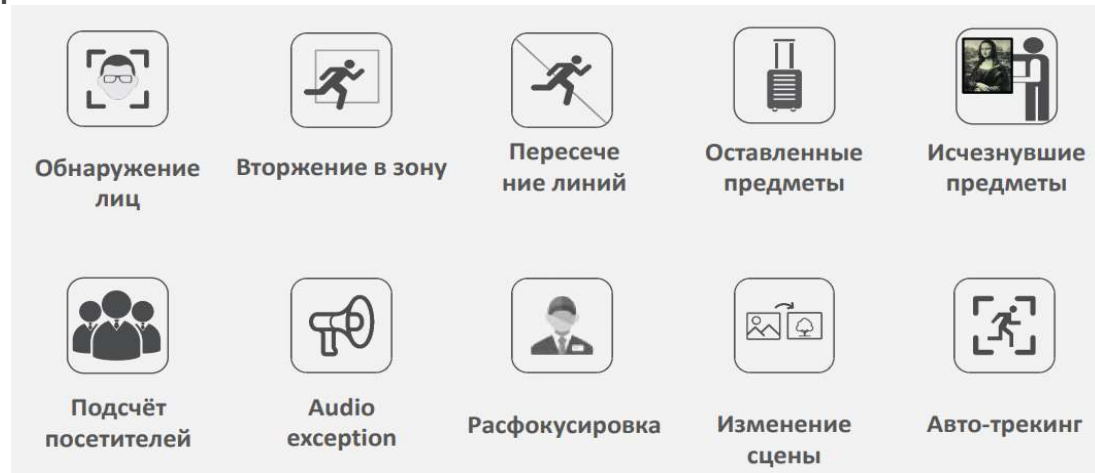 Обнаружение
лиц
Вторжение в зону
Пересече
ние линий
Оставленные
предметы
Исчезнувшие
предметы
Подсчёт
посетителей
Audio
exception
Расфокусировка
Изменение
сцены
Авто-трекинг